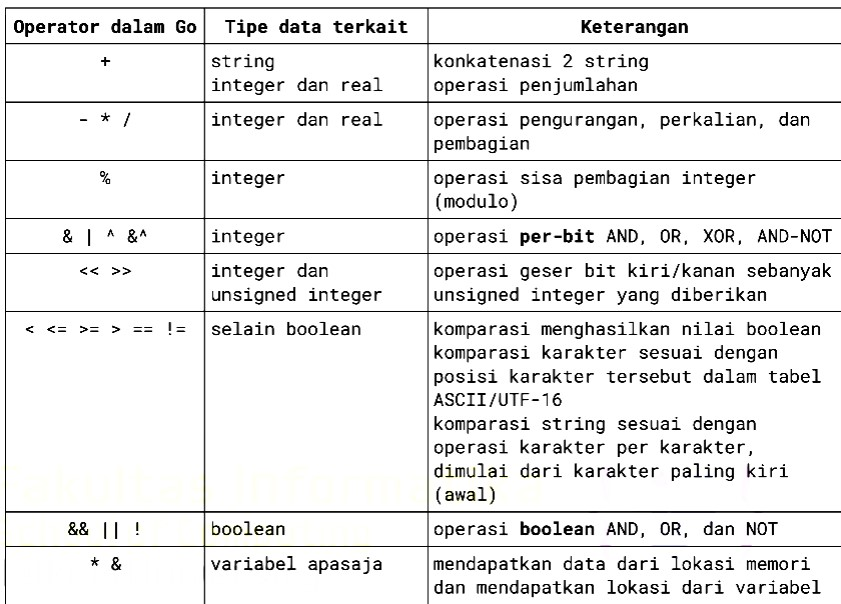 Operator dalam Go Tipe data terkait Keterangan
+ string konkatenasi 2 string
integer dan real operasi penjumlahan
- * / integer dan real operasi pengurangan, perkalian, dan
pembagian
% integer operasi sisa pembagian integer
(modulo)
& | ^ &^ integer operasi per-bit AND, OR, XOR, AND-NOT
<< >> integer dan operasi geser bit kiri/kanan sebanyak
unsigned integer unsigned integer yang diberikan
< <= >= > == != selain boolean komparasi menghasilkan nilai boolean
komparasi karakter sesuai dengan
posisi karakter tersebut dalam tabel
ASCII/UTF-16
komparasi string sesuai dengan
operasi karakter per karakter,
dimulai dari karakter paling kiri
(awal)
&& || ! boolean operasi boolean AND, OR, dan NOT
* & variabel apasaja mendapatkan data dari lokasi memori
dan mendapatkan lokasi dari variabel
Fakultas Informatika